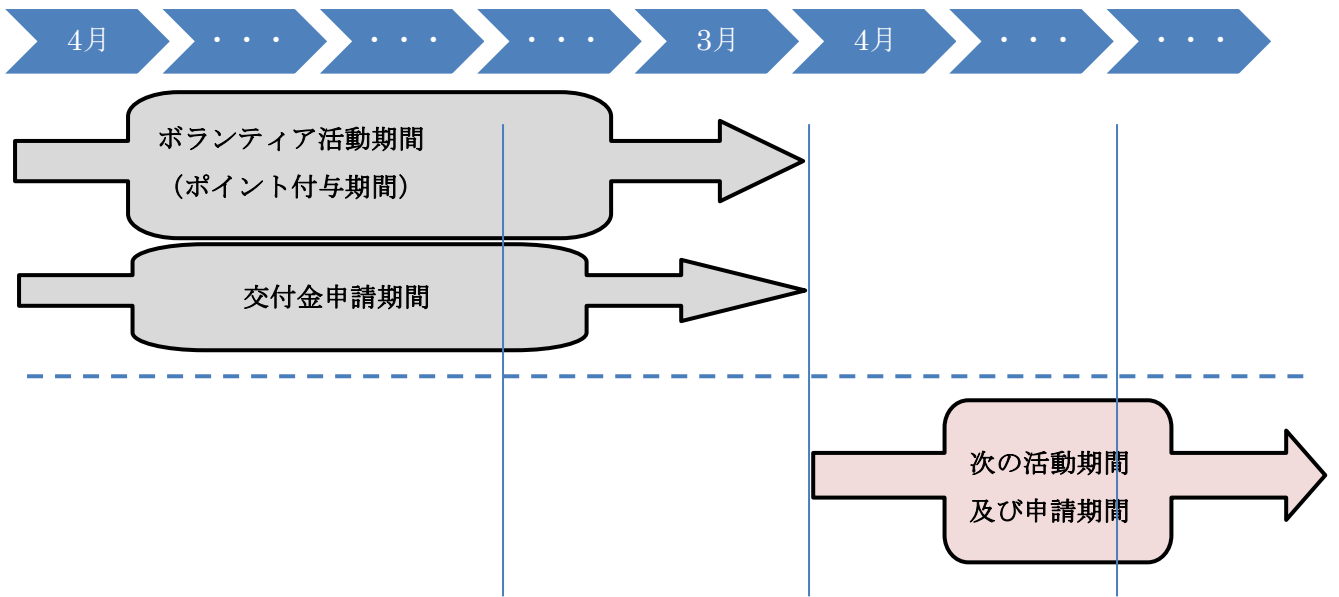 4月 ・・・ ・・・ ・・・ 3月 4月 ・・・ ・・・
ボランティア活動期間
（ポイント付与期間）
交付金申請期間
次の活動期間
及び申請期間